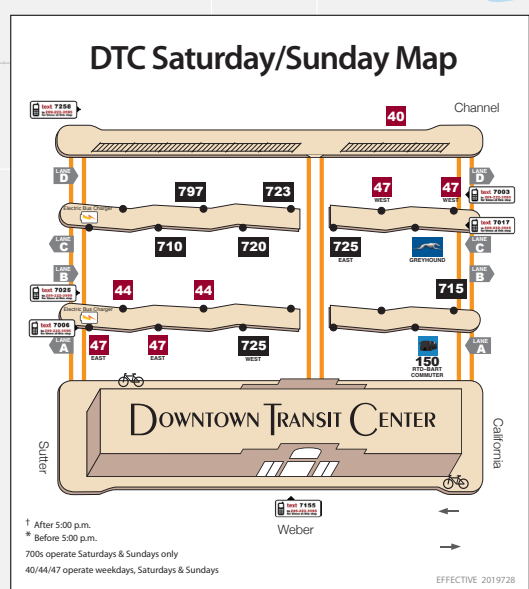 DTC Saturday/Sunday Map
text 7258
Channel
40
LANE
D
LANE
D
797
723
47
WEST
47
WEST
text 7003
Electric Bus Charger
text 7017
LANE
C
710
720
725
EAST
GREYHOUND
LANE
C
LANE
B
LANE
B
text 7025
44
44
715
Electric Bus Charger
text 7006
LANE
A
47
EAST
47
EAST
725
WEST
150
RTD-BART
COMMUTER
LANE
A
DOWNTOWN TRANSIT CENTER
Sutter
California
text 7155
Weber
† After 5:00 p.m.
* Before 5:00 p.m.
700s operate Saturdays & Sundays only
40/44/47 operate weekdays, Saturdays & Sundays
EFFECTIVE 2019728